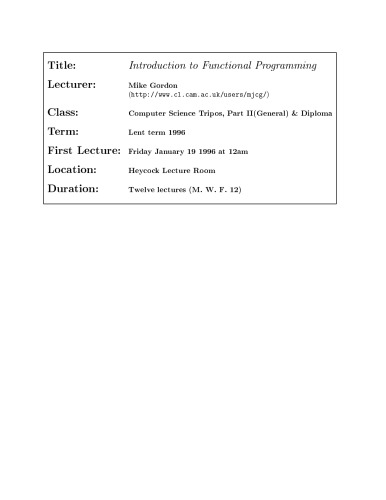 Title: Introduction to Functional Programming
Lecturer: Mike Gordon
(http://www.cl.cam.ac.uk/users/mjcg/)
Class: Computer Science Tripos, Part II(General) & Diploma
Term: Lent term 1996
First Lecture: Friday January 19 1996 at 12am
Location: Heycock Lecture Room
Duration: Twelve lectures (M. W. F. 12)